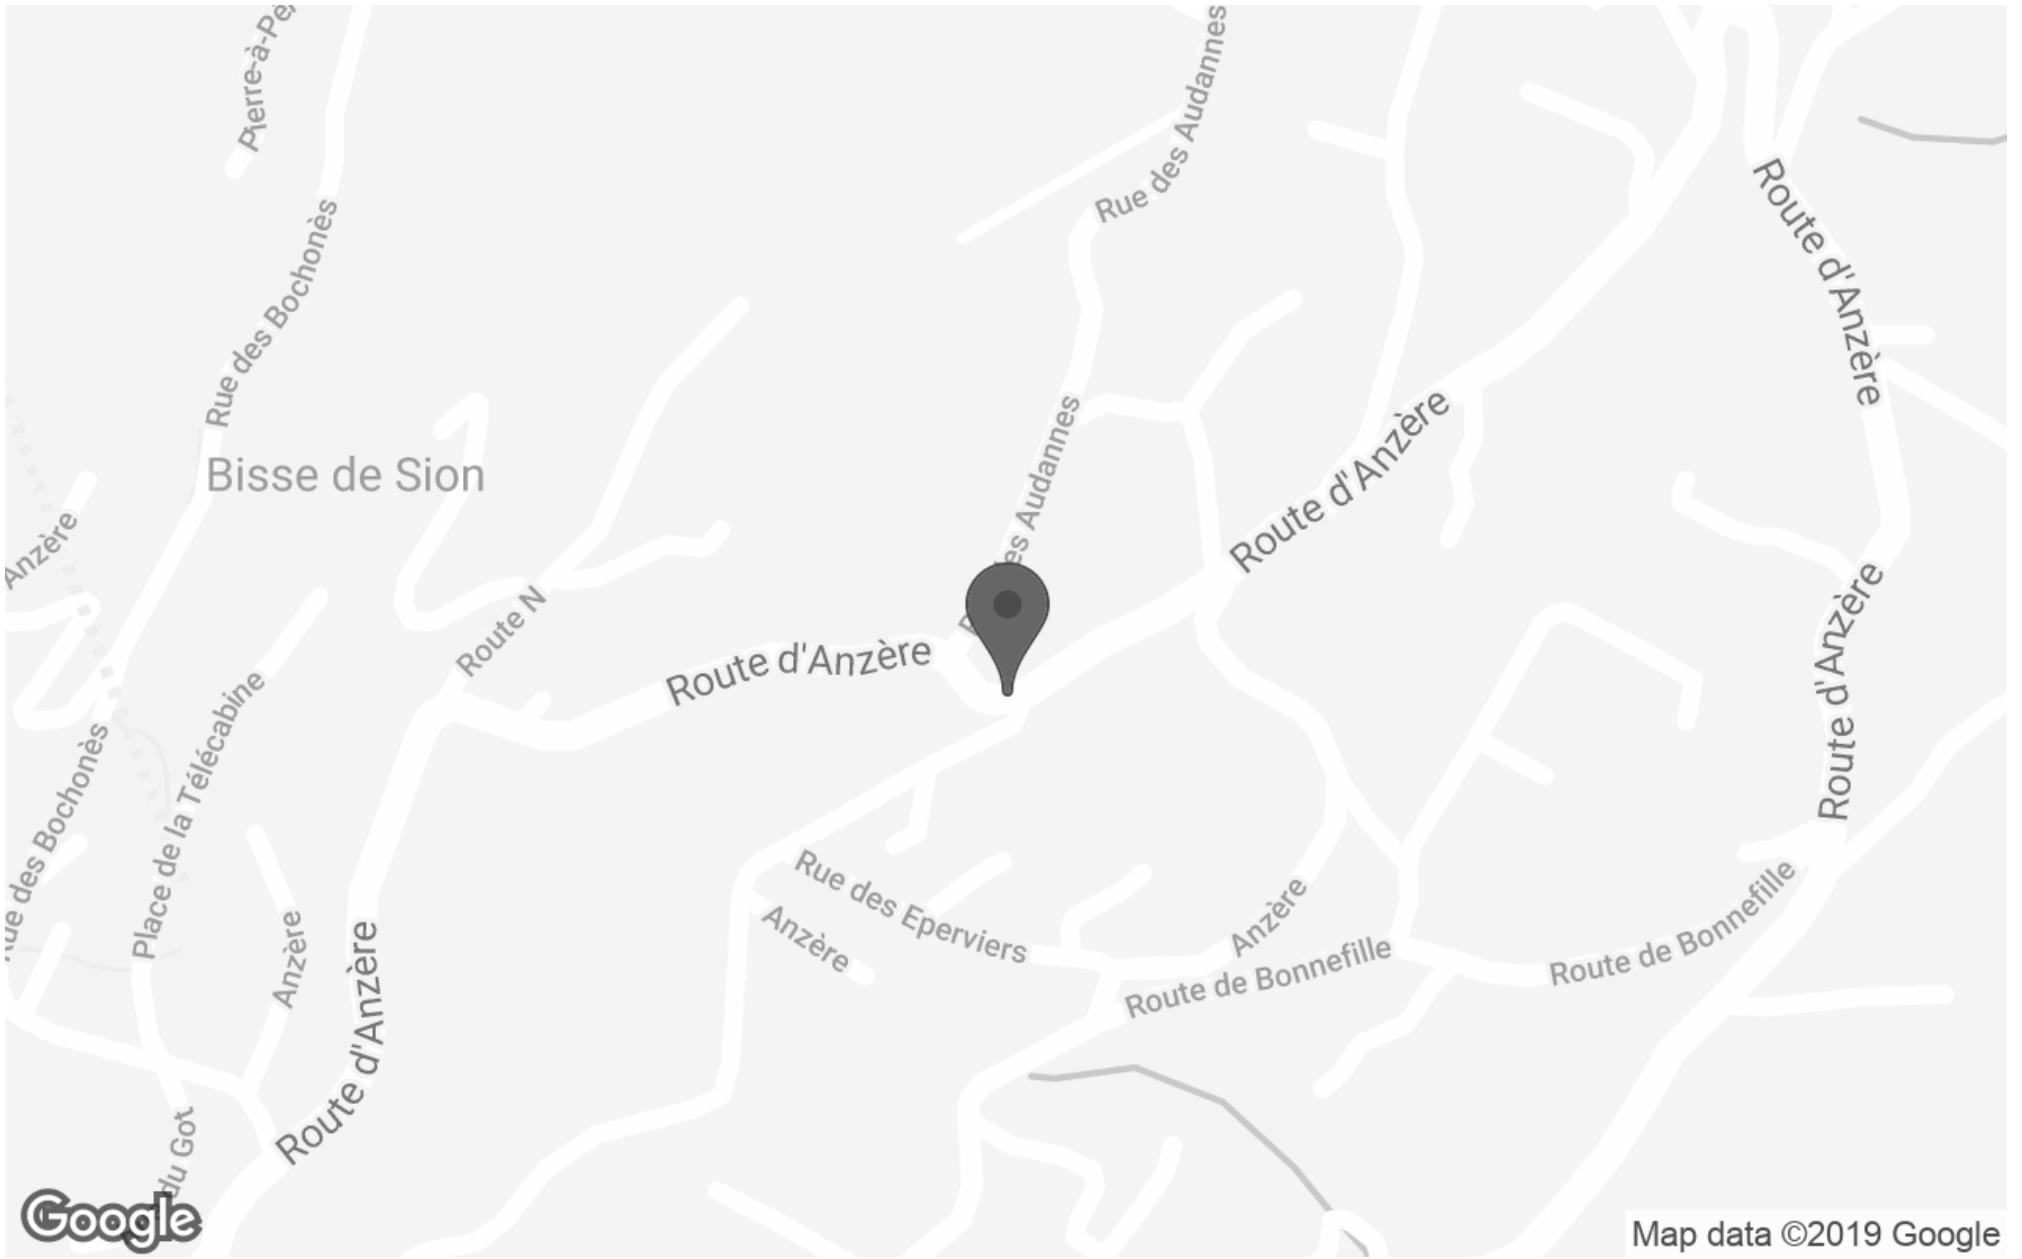 Rue des Audannes
Route d'Anzère
Rue des Bochonès
Rue des Audannes
Route d'Anzère
Bisse de Sion
Anzère
Route N
Route d'Anzère
Route d'Anzère
Place de la Télécabine
des Bochonès
Rue des Eperviers
Anzère
Anzère
Anzère
Route de Bonnefille
Route de Bonnefille
Route d'Anzère
du Got
Google
Map data ©2019 Google